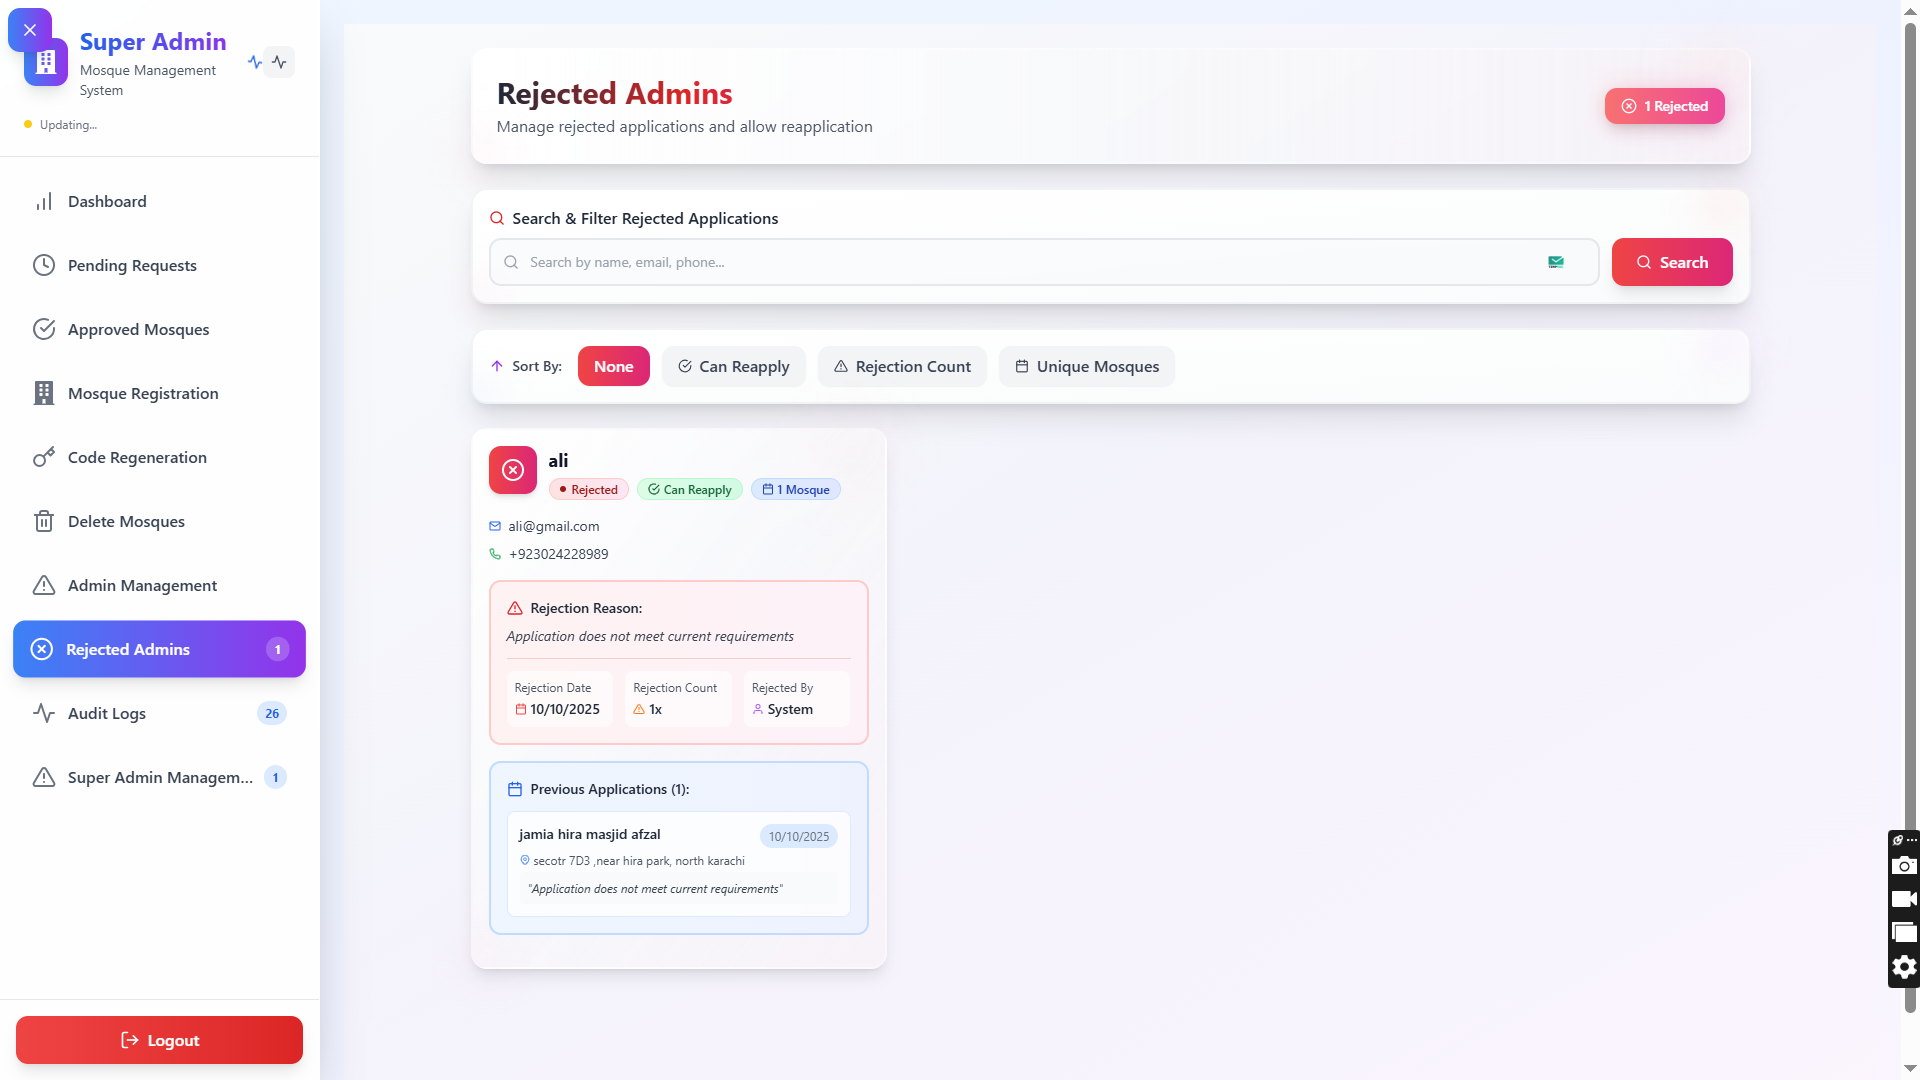 Super Admin
Mosque Management
System
Updating...
Dashboard
Pending Requests
Approved Mosques
Mosque Registration
Code Regeneration
Delete Mosques
Admin Management
Rejected Admins 1
Audit Logs 26
Super Admin Managem... 1
Logout
Rejected Admins
Manage rejected applications and allow reapplication
1 Rejected
Search & Filter Rejected Applications
Search by name, email, phone...
Search
Sort By: None Can Reapply Rejection Count Unique Mosques
ali
Rejected Can Reapply 1 Mosque
ali@gmail.com
+923024228989
Rejection Reason:
Application does not meet current requirements
Rejection Date Rejection Count Rejected By
10/10/2025 1x System
Previous Applications (1):
jamia hira masjid afzal 10/10/2025
secotr 7D3 ,near hira park, north karachi
"Application does not meet current requirements"